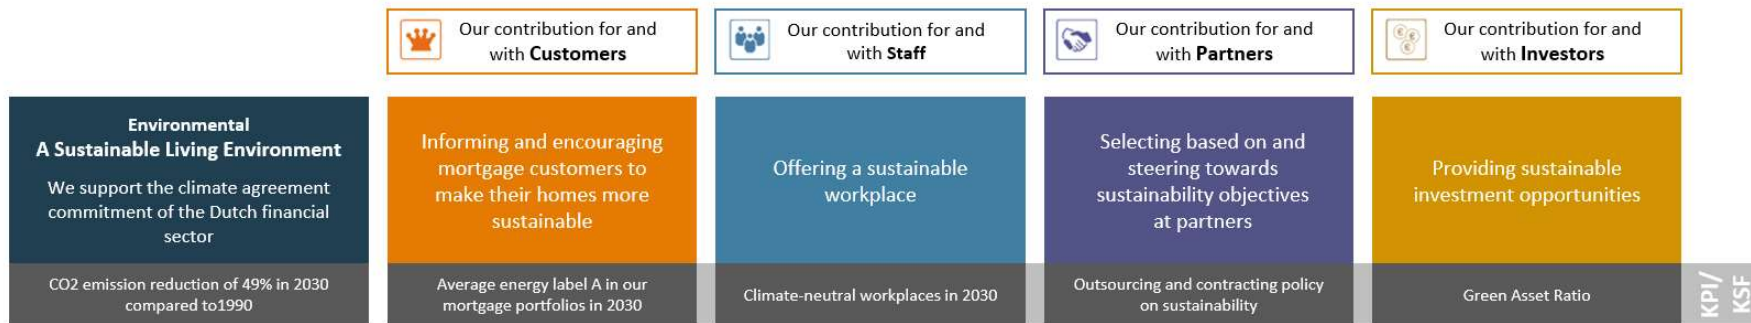 Our contribution for and
with Customers
Our contribution for and
with Staff
Our contribution for and
with Partners
Our contribution for and
with Investors
Environmental
A Sustainable Living Environment
We support the climate agreement
commitment of the Dutch financial
sector
Informing and encouraging
mortgage customers to
make their homes more
sustainable
Offering a sustainable
workplace
Selecting based on and
steering towards
sustainability objectives
at partners
Providing sustainable
investment opportunities
CO2 emission reduction of 49% in 2030
compared to1990
Average energy label A in our
mortgage portfolios in 2030
Climate-neutral workplaces in 2030
Outsourcing and contracting policy
on sustainability
Green Asset Ratio
KPI/
KSF